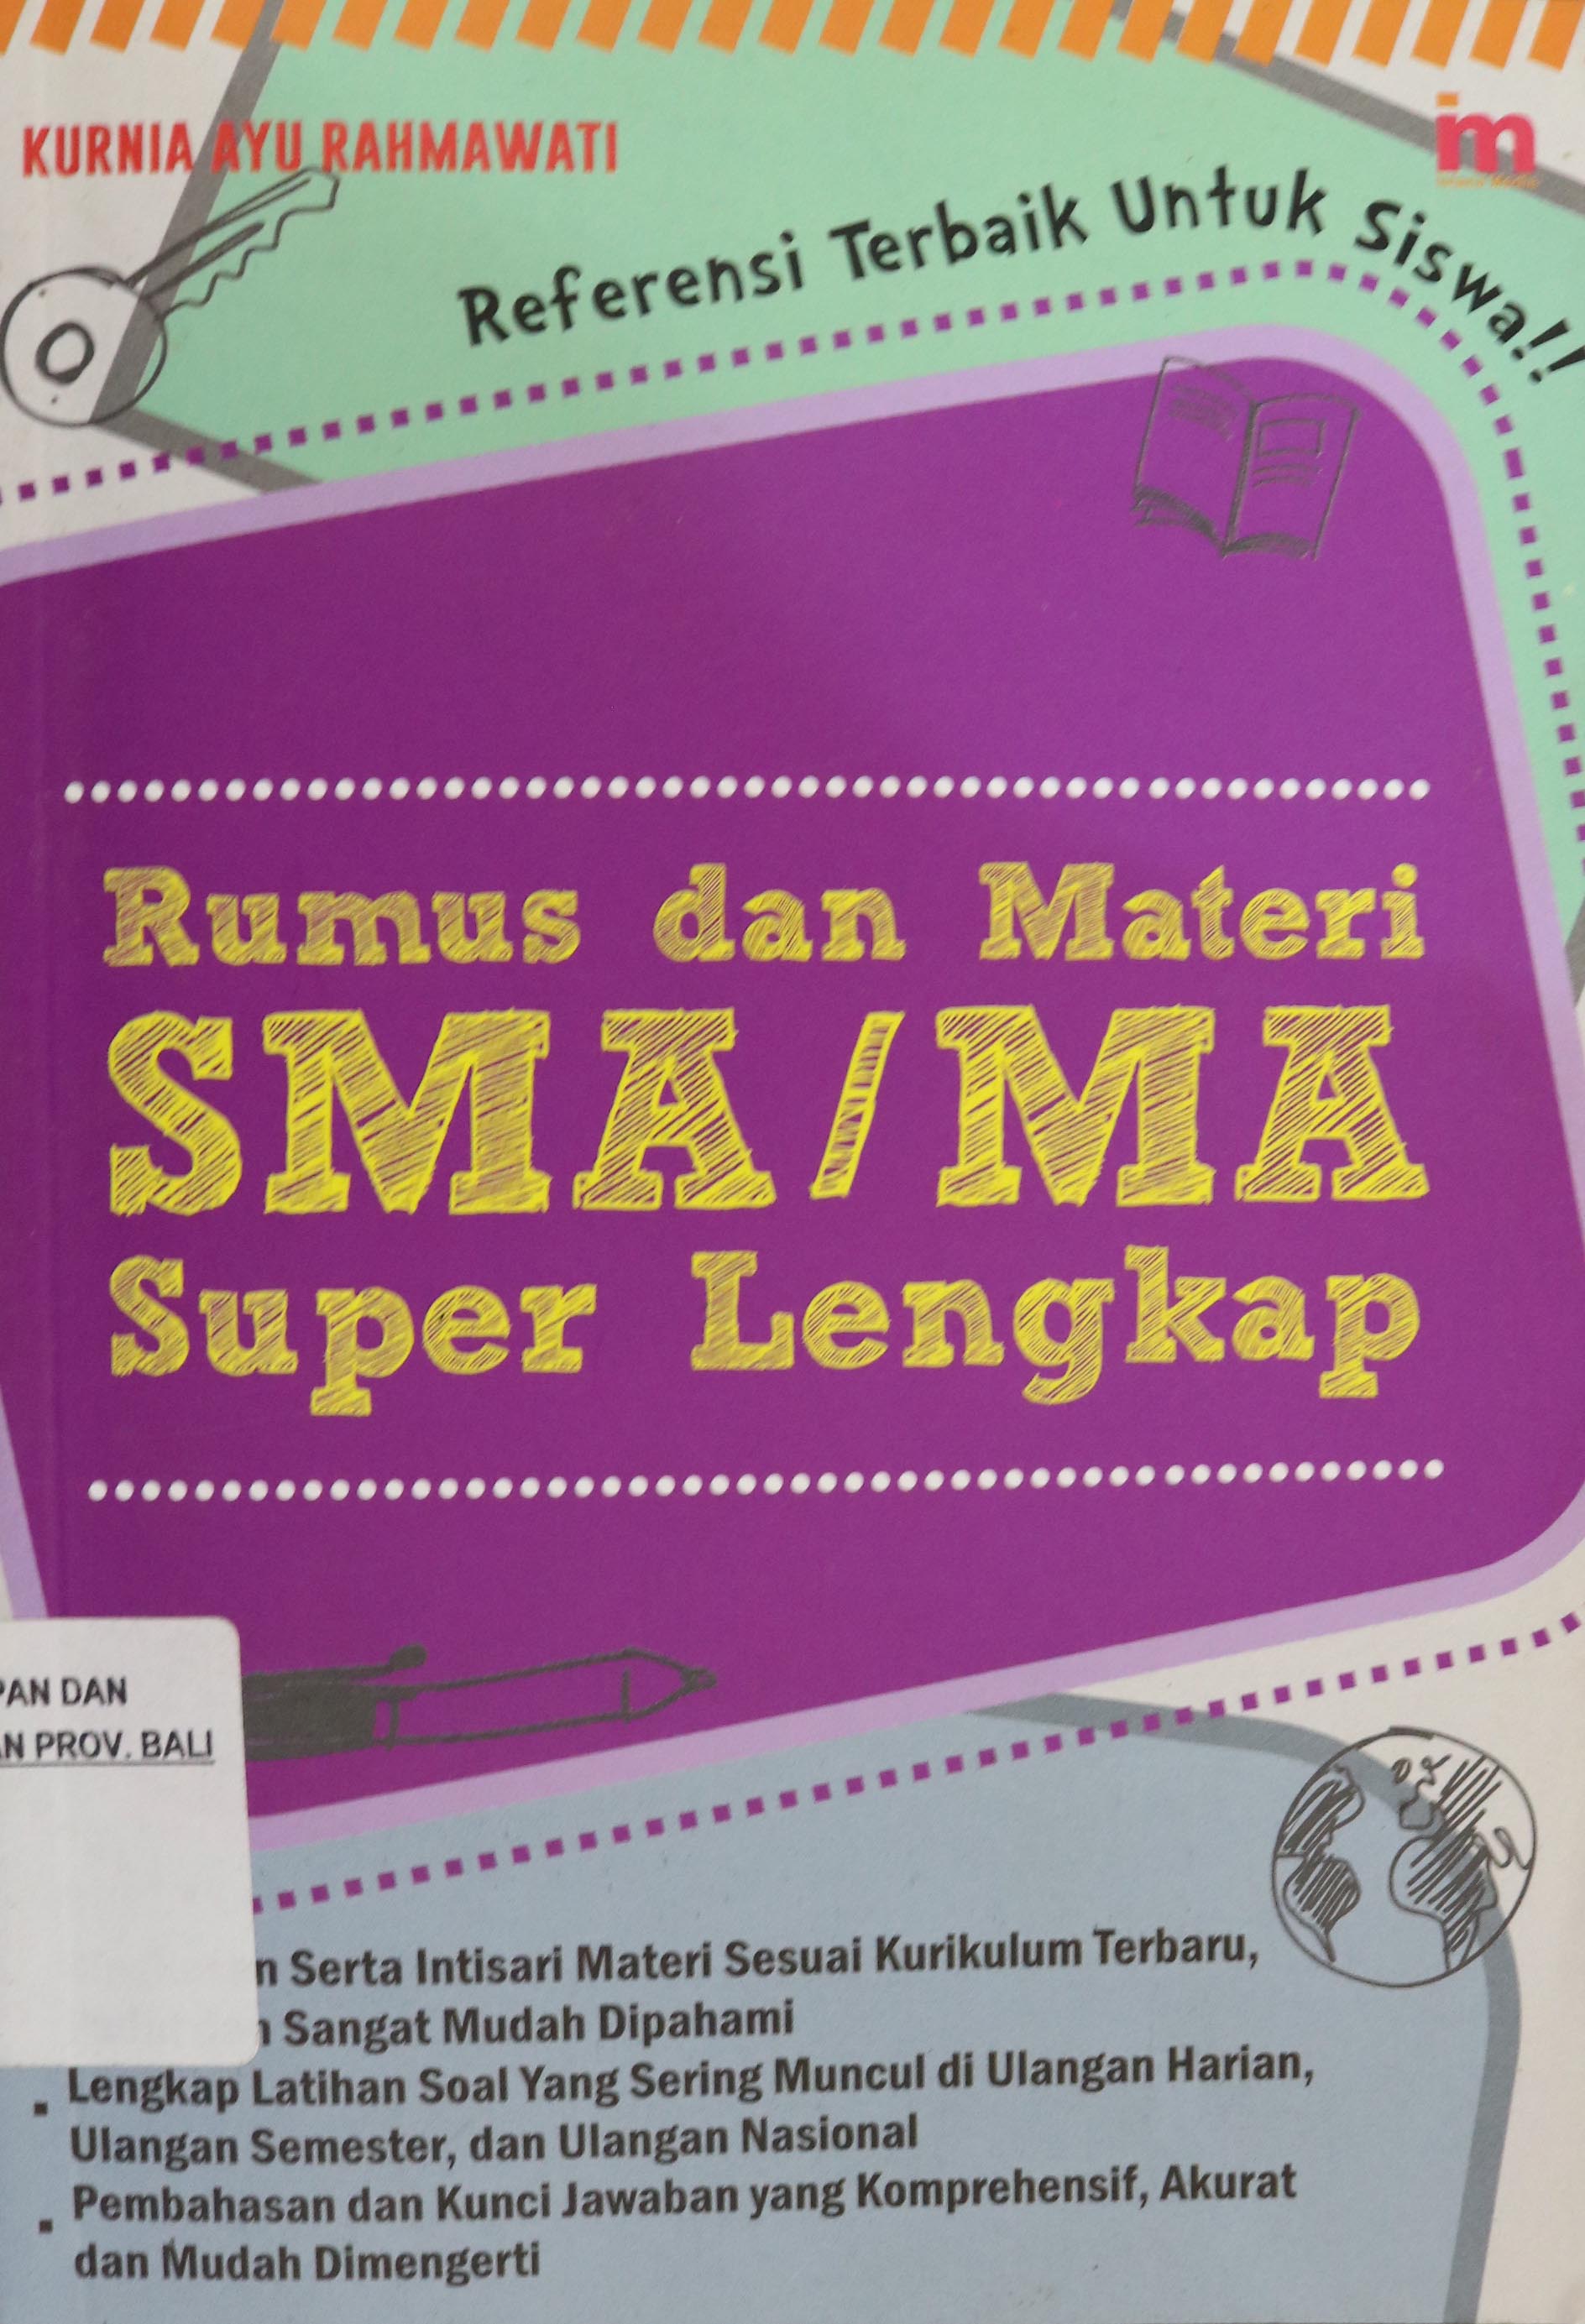 KURNIA AYU RAHMAWATI
im
Referensi Terbaik Untuk Siswa!!
Rumus dan Materi
SMA/MA
Super Lengkap
PAN DAN
AN PROV. BALI
n Serta Intisari Materi Sesuai Kurikulum Terbaru,
n Sangat Mudah Dipahami
▪ Lengkap Latihan Soal Yang Sering Muncul di Ulangan Harian,
Ulangan Semester, dan Ulangan Nasional
▪ Pembahasan dan Kunci Jawaban yang Komprehensif, Akurat
dan Mudah Dimengerti